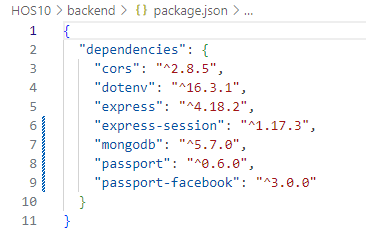 HOS10 > backend > {} package.json > ...
1 {
2 "dependencies": {
3 "cors": "^2.8.5",
4 "dotenv": "^16.3.1",
5 "express": "^4.18.2",
6 "express-session": "^1.17.3",
7 "mongodb": "^5.7.0",
8 "passport": "^0.6.0",
9 "passport-facebook": "^3.0.0"
10 }
11 }